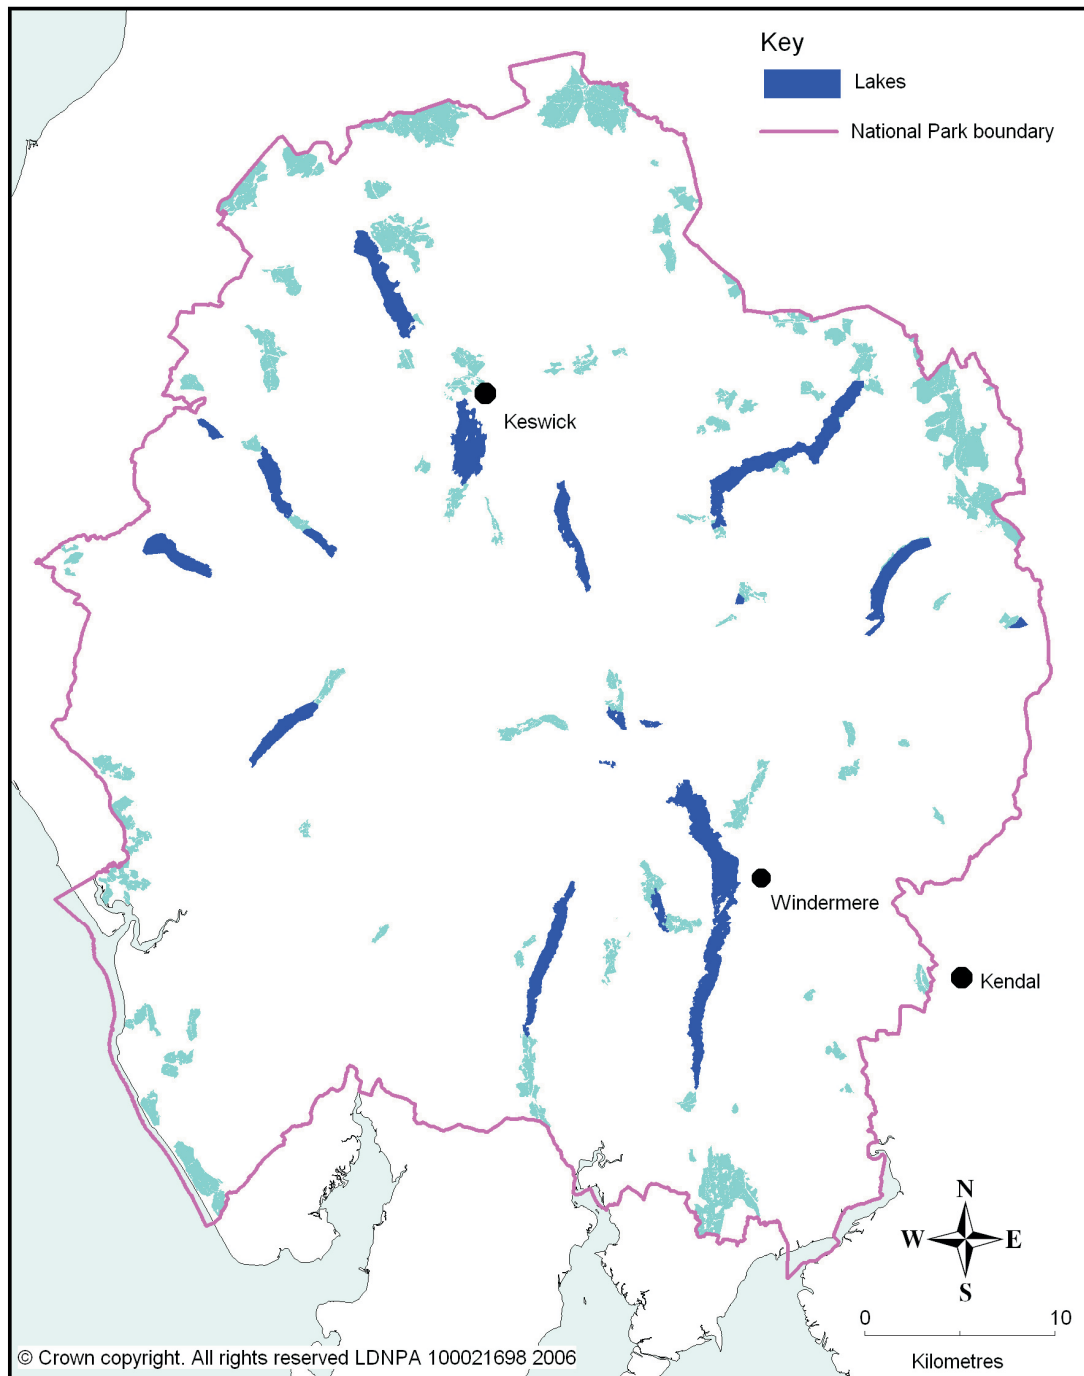 Key
Lakes
National Park boundary
Keswick
Windermere
Kendal
N
W E
S
0 10
Kilometres
© Crown copyright. All rights reserved LDNPA 100021698 2006